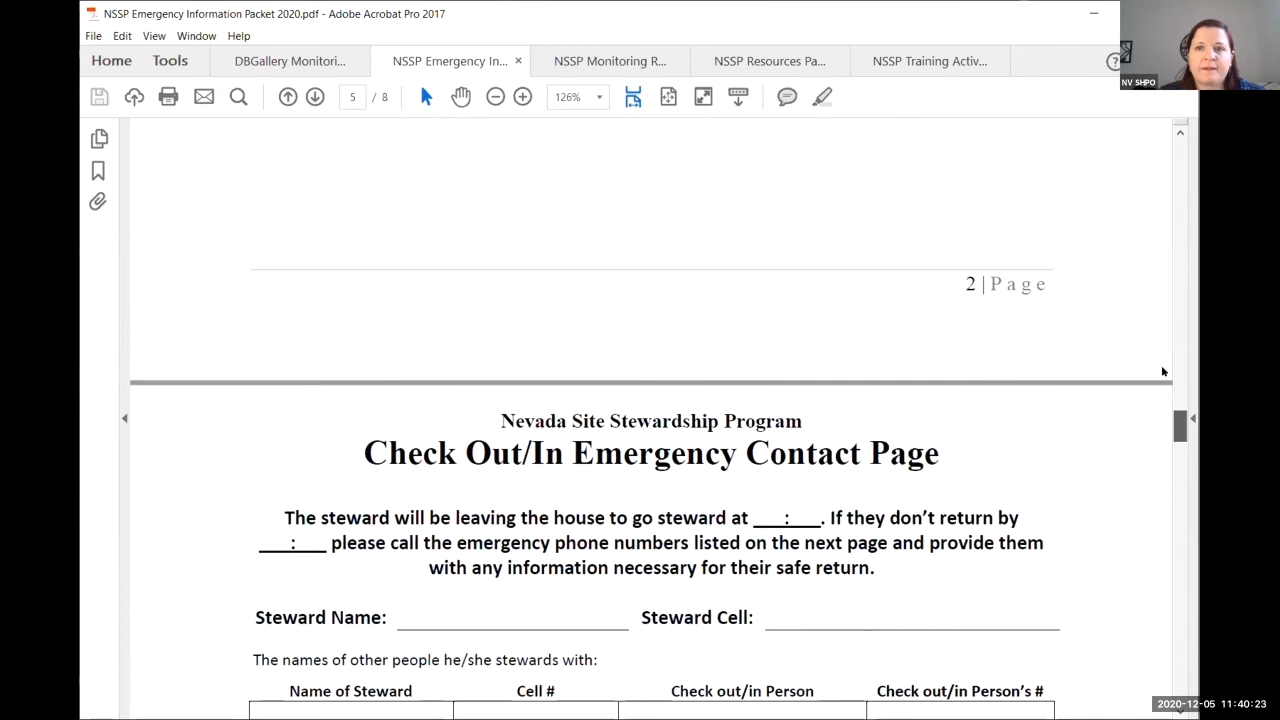 NSSP Emergency Information Packet 2020.pdf - Adobe Acrobat Pro 2017
File Edit View Window Help
Home Tools DBGallery Monitori... NSSP Emergency In... × NSSP Monitoring R... NSSP Resources Pa... NSSP Training Activ...
5 / 8 126%
NV SHPO
2 | P a g e
Nevada Site Stewardship Program
Check Out/In Emergency Contact Page
The steward will be leaving the house to go steward at ___:___. If they don’t return by
___:___ please call the emergency phone numbers listed on the next page and provide them
with any information necessary for their safe return.
Steward Name: ____________ Steward Cell: ____________
The names of other people he/she stewards with:
Name of Steward Cell # Check out/in Person Check out/in Person’s #
2020-12-05 11:40:23